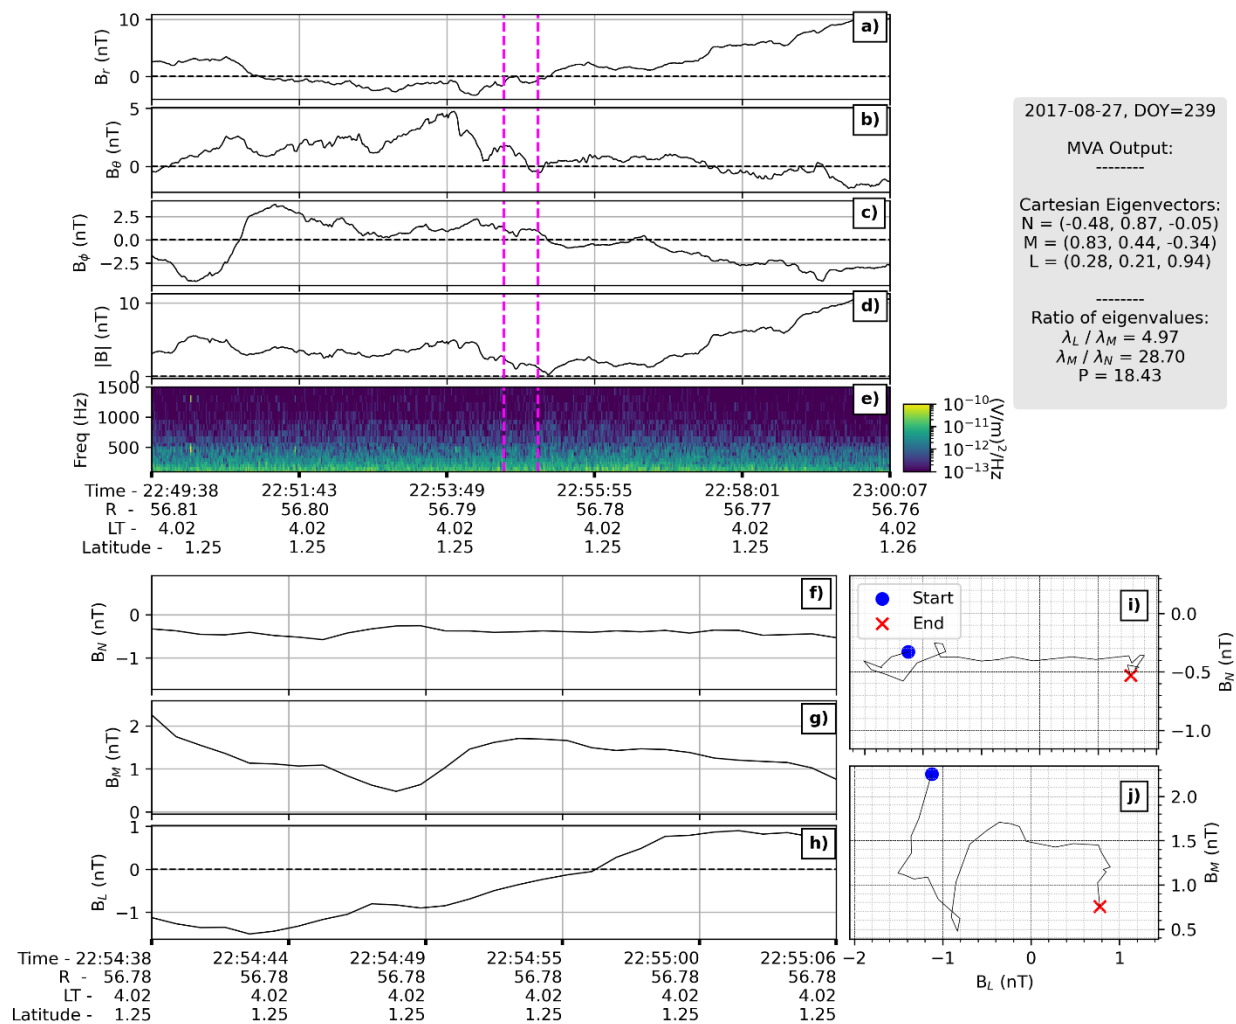 10
0
B_r (nT)
a)
5
0
B_θ (nT)
b)
2.5
0.0
−2.5
B_ϕ (nT)
c)
10
0
|B| (nT)
d)
1500
1000
500
Freq (Hz)
e)
10^−10
10^−11
10^−12
10^−13
(V/m)²/Hz
Time - 22:49:38 22:51:43 22:53:49 22:55:55 22:58:01 23:00:07
R - 56.81 56.80 56.79 56.78 56.77 56.76
LT - 4.02 4.02 4.02 4.02 4.02 4.02
Latitude - 1.25 1.25 1.25 1.25 1.25 1.26
2017-08-27, DOY=239
MVA Output:
--------
Cartesian Eigenvectors:
N = (-0.48, 0.87, -0.05)
M = (0.83, 0.44, -0.34)
L = (0.28, 0.21, 0.94)
--------
Ratio of eigenvalues:
λ_L / λ_M = 4.97
λ_M / λ_N = 28.70
P = 18.43
0
−1
B_N (nT)
f)
2
1
0
B_M (nT)
g)
1
0
−1
B_L (nT)
h)
Time - 22:54:38 22:54:44 22:54:49 22:54:55 22:55:00 22:55:06
R - 56.78 56.78 56.78 56.78 56.78 56.78
LT - 4.02 4.02 4.02 4.02 4.02 4.02
Latitude - 1.25 1.25 1.25 1.25 1.25 1.25
Start
End
i)
0.0
−0.5
−1.0
B_N (nT)
j)
2.0
1.5
1.0
0.5
B_M (nT)
−2 −1 0 1
B_L (nT)